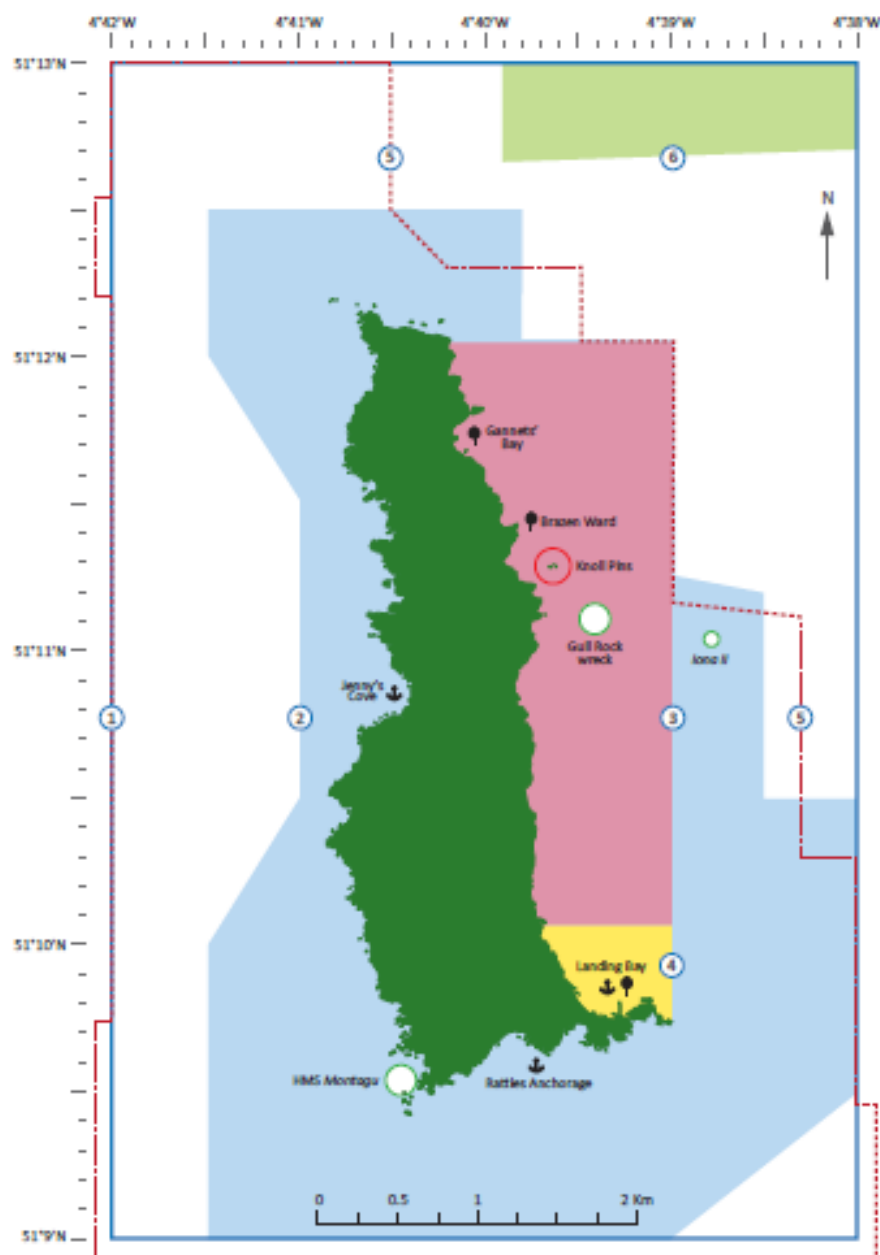 4°42'W 4°41'W 4°40'W 4°39'W 4°38'W
51°13'N
5
6
N
51°12'N
Gannets'
Bay
Brazen Ward
Knoll Pins
Gull Rock
wreck
Iona II
51°11'N
Jenny's
Cove
1
2
3
5
51°10'N
Landing Bay
4
HMS Montagu
Rattles Anchorage
0 0.5 1 2 Km
51°9'N